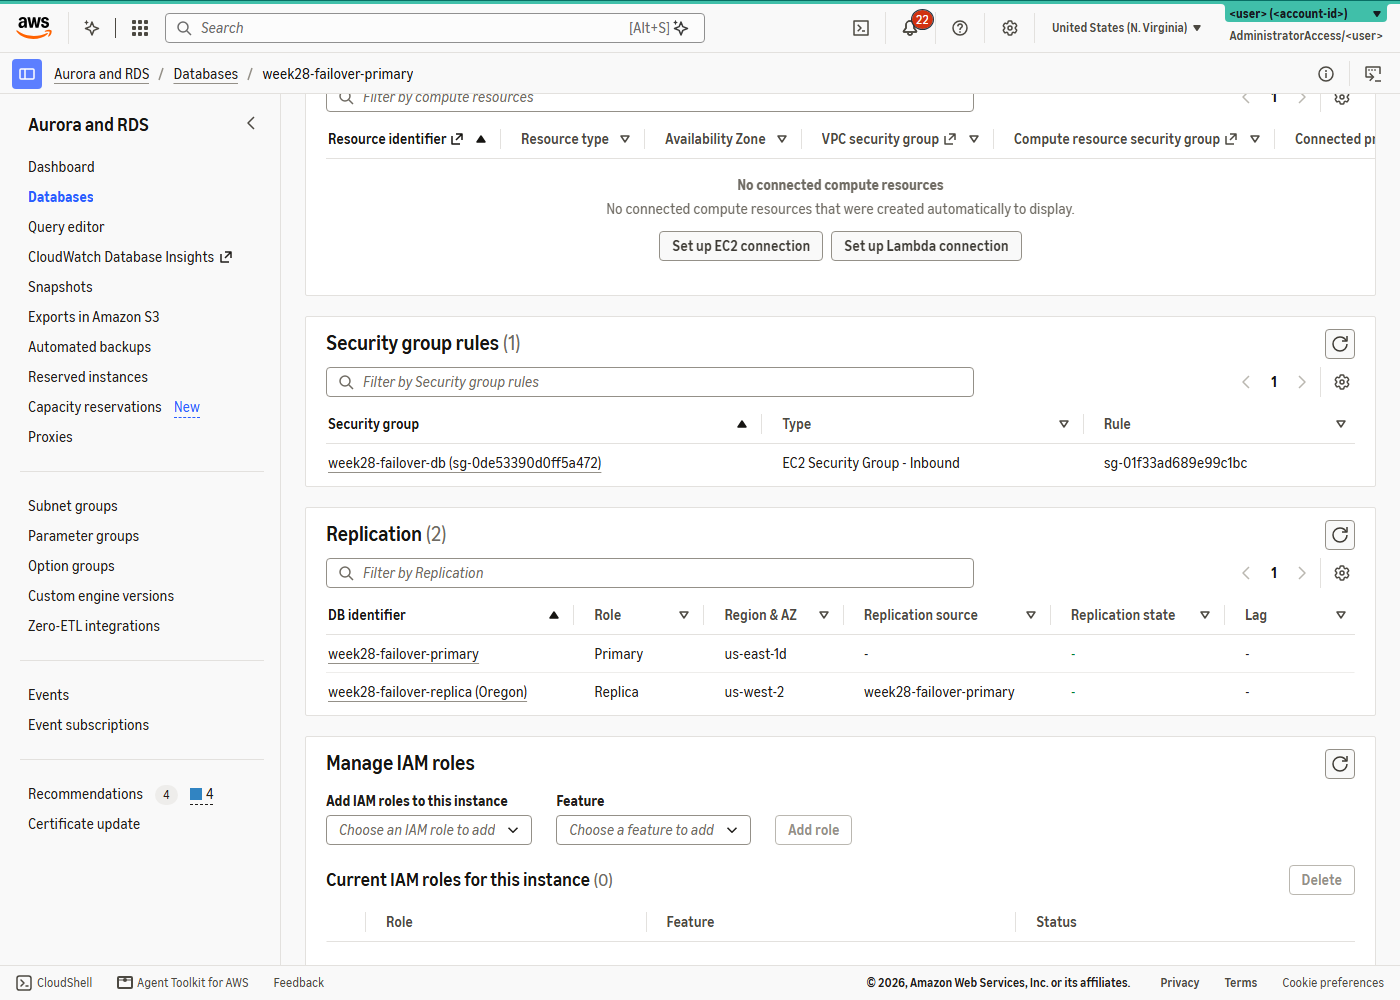 aws
Search [Alt+S]
22
United States (N. Virginia)
<user> (<account-id>)
AdministratorAccess/<user>
Aurora and RDS / Databases / week28-failover-primary
Aurora and RDS
Dashboard
Databases
Query editor
CloudWatch Database Insights
Snapshots
Exports in Amazon S3
Automated backups
Reserved instances
Capacity reservations New
Proxies
Subnet groups
Parameter groups
Option groups
Custom engine versions
Zero-ETL integrations
Events
Event subscriptions
Recommendations 4 4
Certificate update
Filter by compute resources
1
Resource identifier Resource type Availability Zone VPC security group Compute resource security group Connected pr
No connected compute resources
No connected compute resources that were created automatically to display.
Set up EC2 connection Set up Lambda connection
Security group rules (1)
Filter by Security group rules
1
Security group Type Rule
week28-failover-db (sg-0de53390d0ff5a472) EC2 Security Group - Inbound sg-01f33ad689e99c1bc
Replication (2)
Filter by Replication
1
DB identifier Role Region & AZ Replication source Replication state Lag
week28-failover-primary Primary us-east-1d - - -
week28-failover-replica (Oregon) Replica us-west-2 week28-failover-primary - -
Manage IAM roles
Add IAM roles to this instance Feature
Choose an IAM role to add Choose a feature to add Add role
Current IAM roles for this instance (0)
Delete
Role Feature Status
CloudShell Agent Toolkit for AWS Feedback
© 2026, Amazon Web Services, Inc. or its affiliates. Privacy Terms Cookie preferences